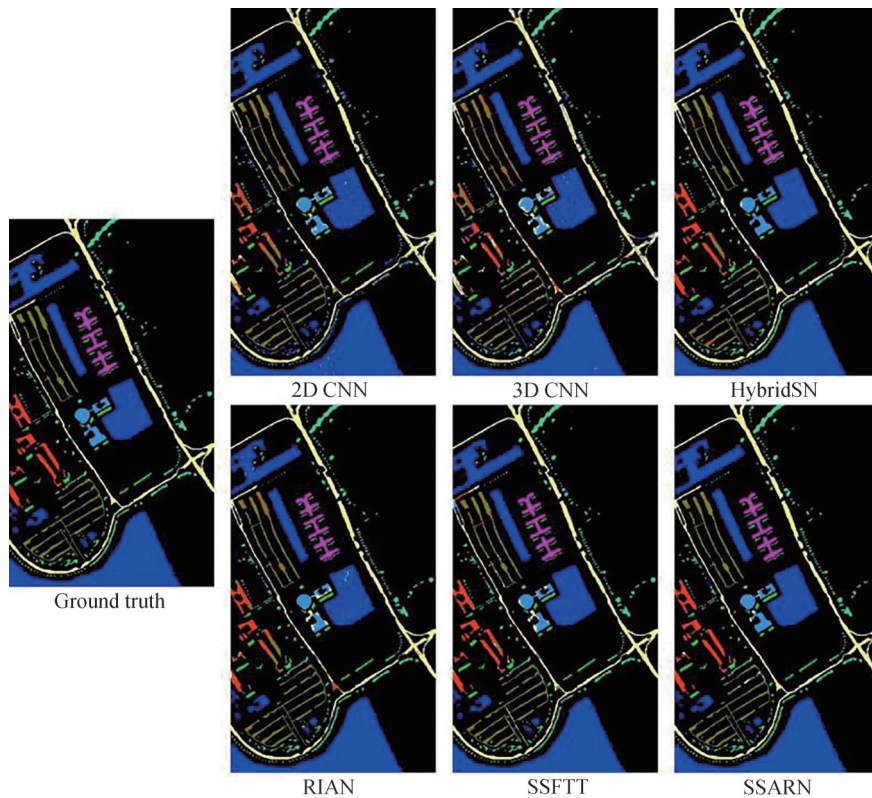 2D CNN
3D CNN
HybridSN
Ground truth
RIAN
SSFTT
SSARN